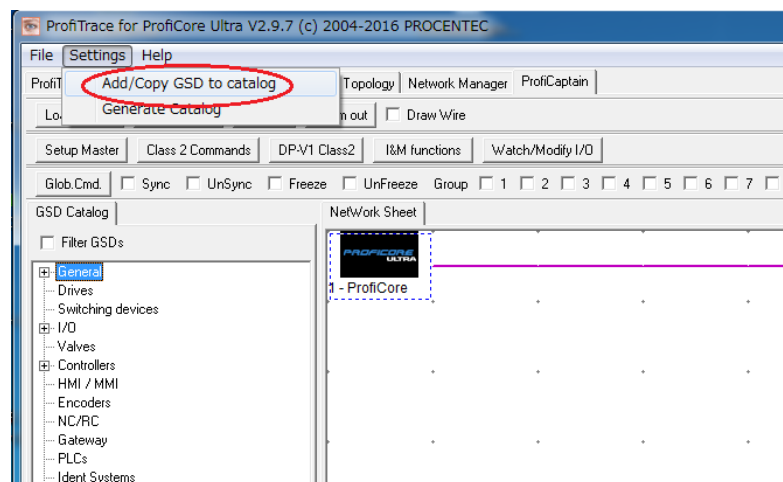 ProfiTrace for ProfiCore Ultra V2.9.7 (c) 2004-2016 PROCENTEC
File Settings Help
Add/Copy GSD to catalog
Generate Catalog
Topology Network Manager ProfiCaptain
Draw Wire
Setup Master Class 2 Commands DP-V1 Class2 I&M functions Watch/Modify I/O
Glob.Cmd. Sync UnSync Freeze UnFreeze Group 1 2 3 4 5 6 7
GSD Catalog NetWork Sheet
Filter GSDs
PROFICORE
ULTRA
General
1 - ProfiCore
Drives
Switching devices
I/O
Valves
Controllers
HMI / MMI
Encoders
NC/RC
Gateway
PLCs
Ident Systems